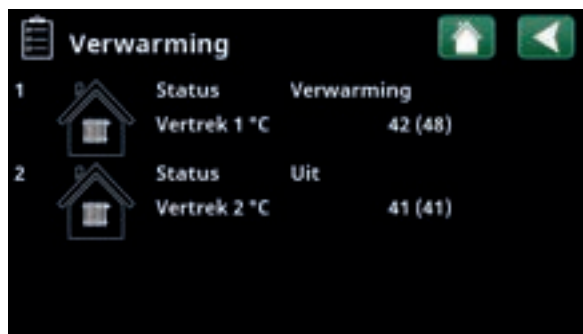 Verwarming
1 Status Verwarming
Vertrek 1 °C 42 (48)
2 Status Uit
Vertrek 2 °C 41 (41)